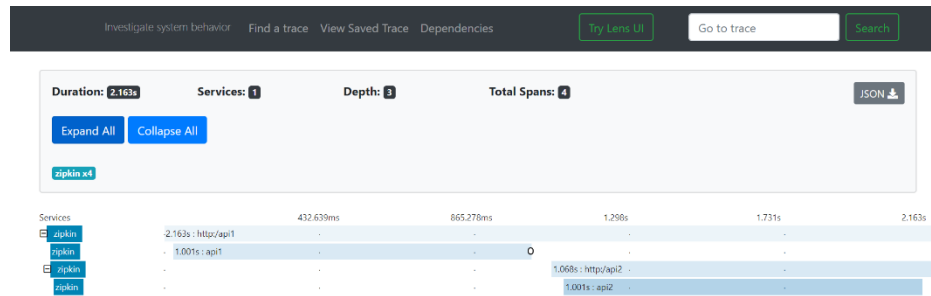 Investigate system behavior Find a trace View Saved Trace Dependencies Try Lens UI Go to trace Search
Duration: 2.163s Services: 1 Depth: 3 Total Spans: 4 JSON
Expand All Collapse All
zipkin x4
Services 432.639ms 865.278ms 1.298s 1.731s 2.163s
zipkin 2.163s : http:/api1
zipkin 1.001s : api1
zipkin 1.068s : http:/api2
zipkin 1.001s : api2